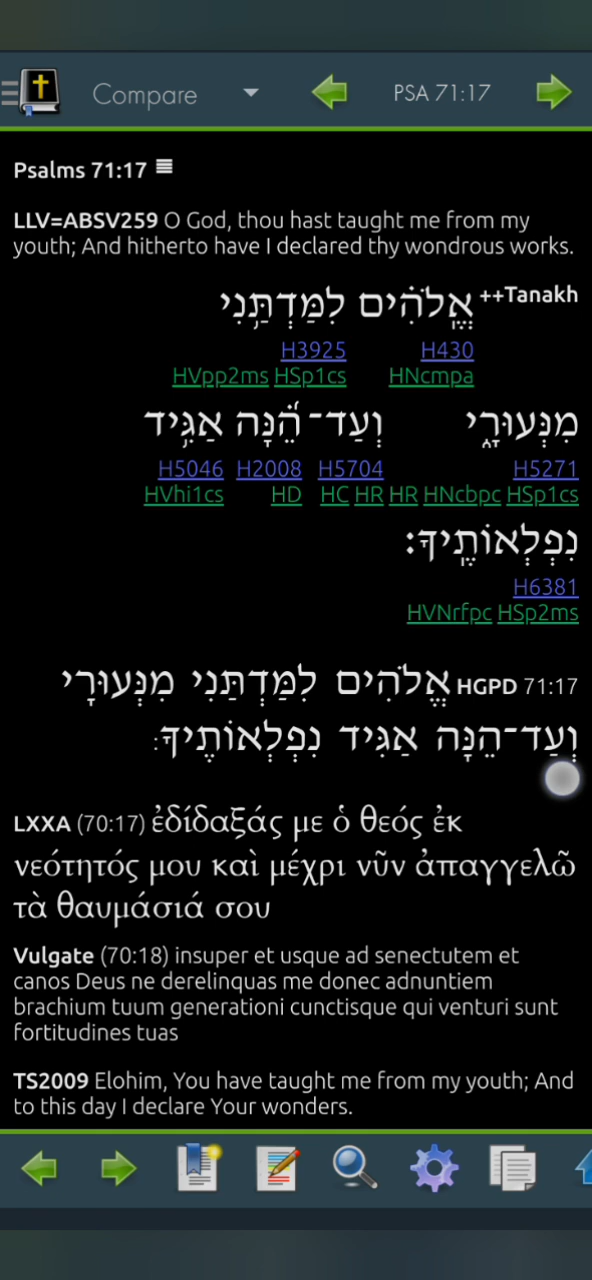 Compare
PSA 71:17
Psalms 71:17
LLV=ABSV259 O God, thou hast taught me from my
youth; And hitherto have I declared thy wondrous works.
++Tanakh אֱֽלֹהִ֗ים לִמַּדְתַּ֥נִי
H3925 H430
HVpp2ms HSp1cs HNcmpa
מִנְּעוּרָ֑י וְעַד־הֵ֝֗נָּה אַגִּ֥יד
H5046 H2008 H5704 H5271
HVhi1cs HD HC HR HR HNcbpc HSp1cs
נִפְלְאוֹתֶֽיךָ׃
H6381
HVNrfpc HSp2ms
HGPD 71:17 אֱלֹהִים לִמַּדְתַּנִי מִנְּעוּרָי
וְעַד־הֵנָּה אַגִּיד נִפְלְאוֹתֶיךָ׃
LXXA (70:17) ἐδίδαξάς με ὁ θεός ἐκ
νεότητός μου καὶ μέχρι νῦν ἀπαγγελῶ
τὰ θαυμάσιά σου
Vulgate (70:18) insuper et usque ad senectutem et
canos Deus ne derelinquas me donec adnuntiem
brachium tuum generationi cunctisque qui venturi sunt
fortitudines tuas
TS2009 Elohim, You have taught me from my youth; And
to this day I declare Your wonders.